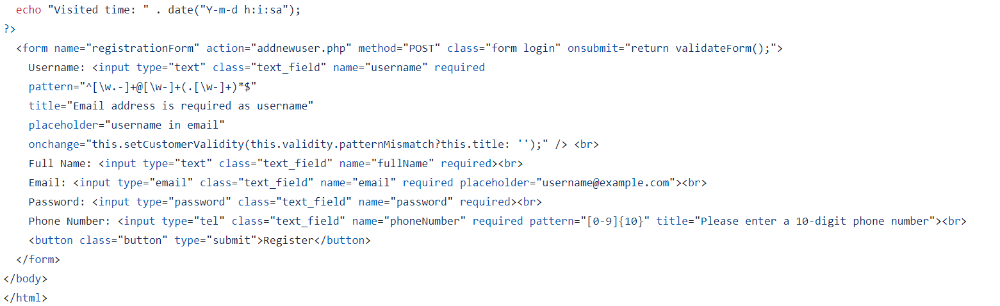 echo "Visited time: " . date("Y-m-d h:i:sa");
?>
<form name="registrationForm" action="addnewuser.php" method="POST" class="form login" onsubmit="return validateForm();">
Username: <input type="text" class="text_field" name="username" required
pattern="^[\w.-]+@[\w-]+(.[\w-]+)*$"
title="Email address is required as username"
placeholder="username in email"
onchange="this.setCustomerValidity(this.validity.patternMismatch?this.title: '');" /> <br>
Full Name: <input type="text" class="text_field" name="fullName" required><br>
Email: <input type="email" class="text_field" name="email" required placeholder="username@example.com"><br>
Password: <input type="password" class="text_field" name="password" required><br>
Phone Number: <input type="tel" class="text_field" name="phoneNumber" required pattern="[0-9]{10}" title="Please enter a 10-digit phone number"><br>
<button class="button" type="submit">Register</button>
</form>
</body>
</html>